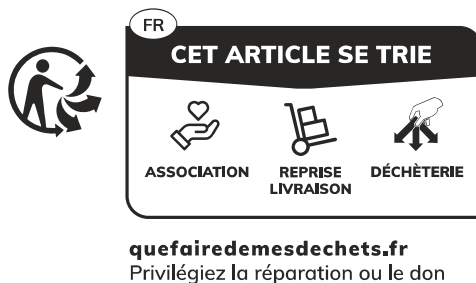 FR
CET ARTICLE SE TRIE
ASSOCIATION REPRISE LIVRAISON DÉCHÈTERIE
quefairedemesdechets.fr
Privilégiez la réparation ou le don